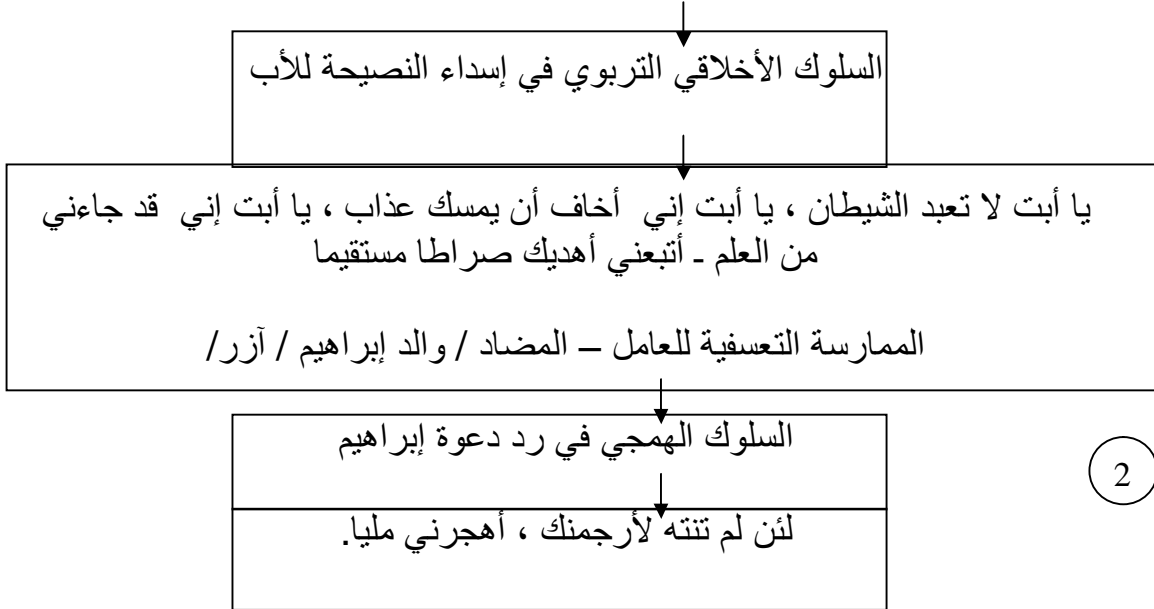 السلوك الأخلاقي التربوي في إسداء النصيحة للأب
يا أبت لا تعبد الشيطان ، يا أبت إني أخاف أن يمسك عذاب ، يا أبت إني قد جاءني
من العلم ـ أتبعني أهديك صراطا مستقيما
الممارسة التعسفية للعامل – المضاد / والد إبراهيم / آزر/
السلوك الهمجي في رد دعوة إبراهيم
2
لئن لم تنته لأرجمنك ، أهجرني مليا.